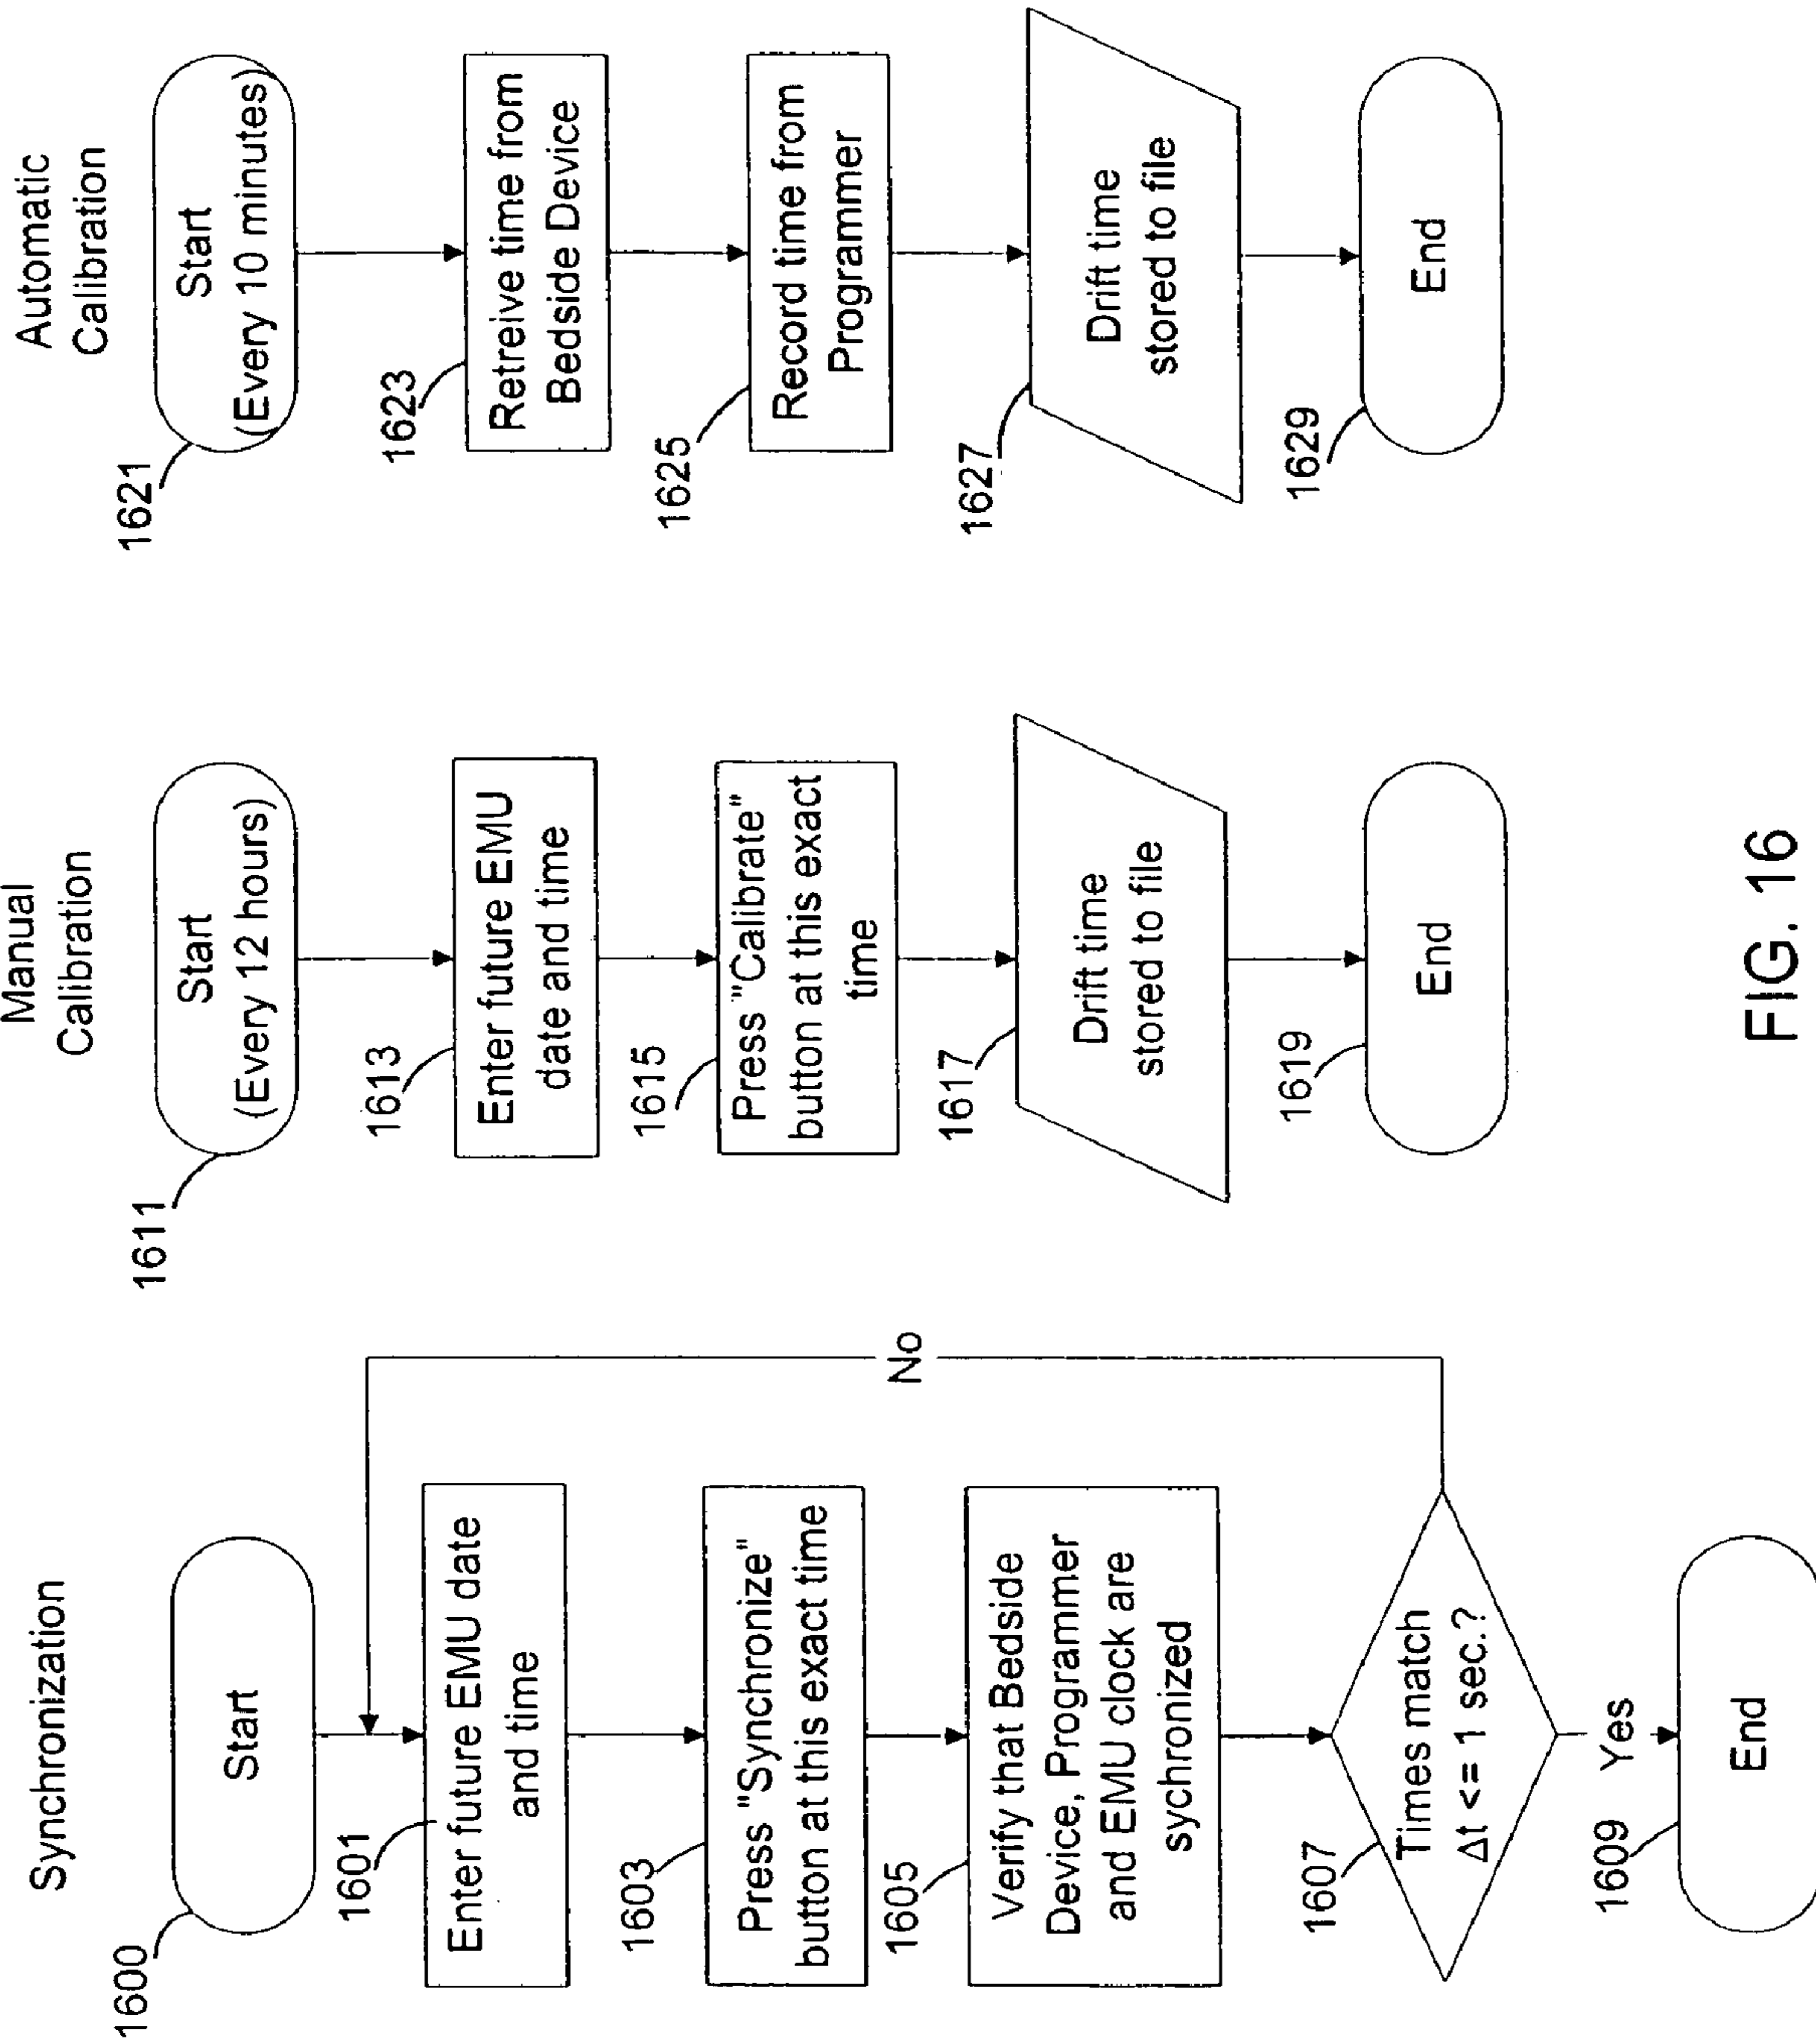 Synchronization
1600
Start
1601
Enter future EMU date
and time
1603
Press "Synchronize"
button at this exact time
1605
Verify that Bedside
Device, Programmer
and EMU clock are
sychronized
1607
Times match
Δt <= 1 sec.?
No
Yes
1609
End
Manual
Calibration
1611
Start
(Every 12 hours)
1613
Enter future EMU
date and time
1615
Press "Calibrate"
button at this exact
time
1617
Drift time
stored to file
1619
End
Automatic
Calibration
1621
Start
(Every 10 minutes)
1623
Retreive time from
Bedside Device
1625
Record time from
Programmer
1627
Drift time
stored to file
1629
End
FIG. 16